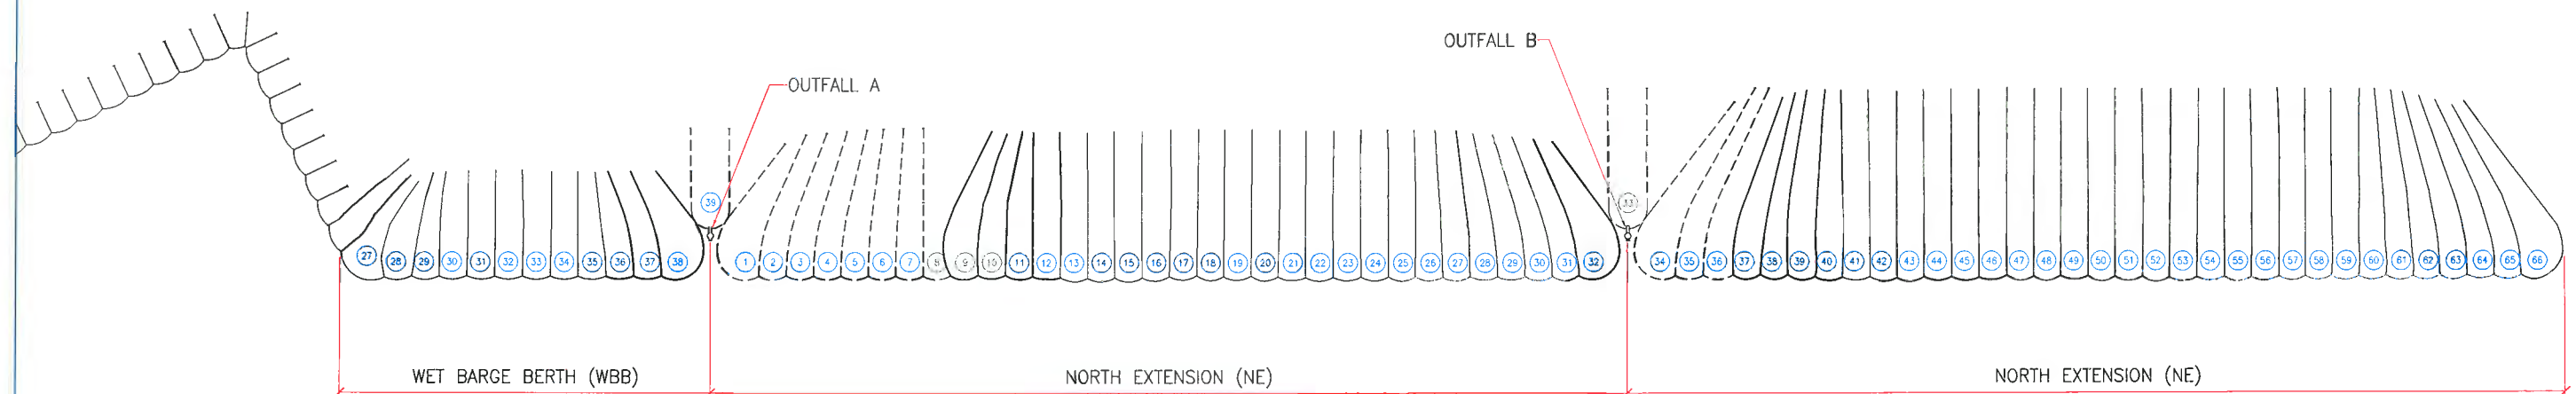 OUTFALL B
OUTFALL A
39
33
27 28 29 30 31 32 33 34 35 36 37 38 1 2 3 4 5 6 7 8 9 10 11 12 13 14 15 16 17 18 19 20 21 22 23 24 25 26 27 28 29 30 31 32 34 35 36 37 38 39 40 41 42 43 44 45 46 47 48 49 50 51 52 53 54 55 56 57 58 59 60 61 62 63 64 65 66
WET BARGE BERTH (WBB) NORTH EXTENSION (NE) NORTH EXTENSION (NE)